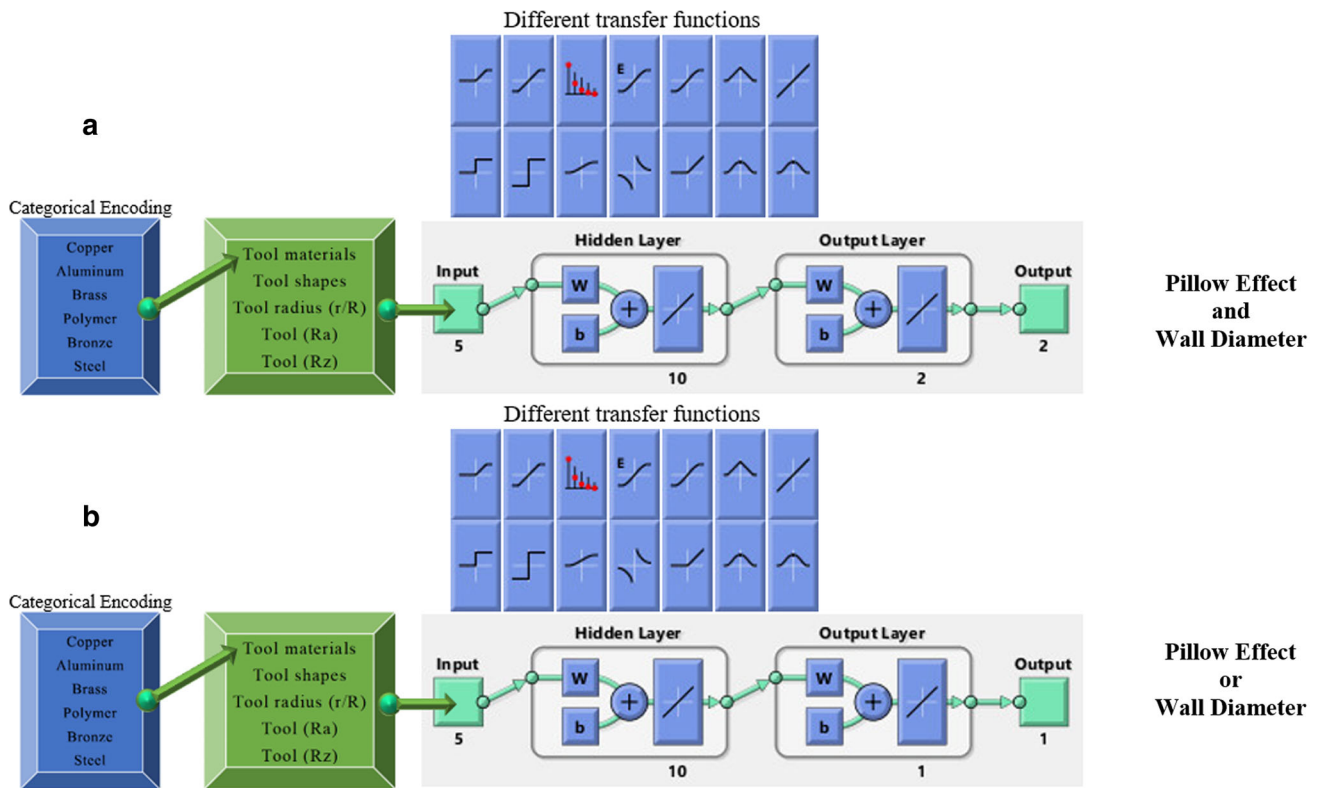 Different transfer functions
E
a
Categorical Encoding
Copper
Aluminum
Brass
Polymer
Bronze
Steel
Tool materials
Tool shapes
Tool radius (r/R)
Tool (Ra)
Tool (Rz)
Input
5
Hidden Layer
W
b
+
10
Output Layer
W
b
+
2
Output
2
Pillow Effect
and
Wall Diameter
Different transfer functions
E
b
Categorical Encoding
Copper
Aluminum
Brass
Polymer
Bronze
Steel
Tool materials
Tool shapes
Tool radius (r/R)
Tool (Ra)
Tool (Rz)
Input
5
Hidden Layer
W
b
+
10
Output Layer
W
b
+
1
Output
1
Pillow Effect
or
Wall Diameter